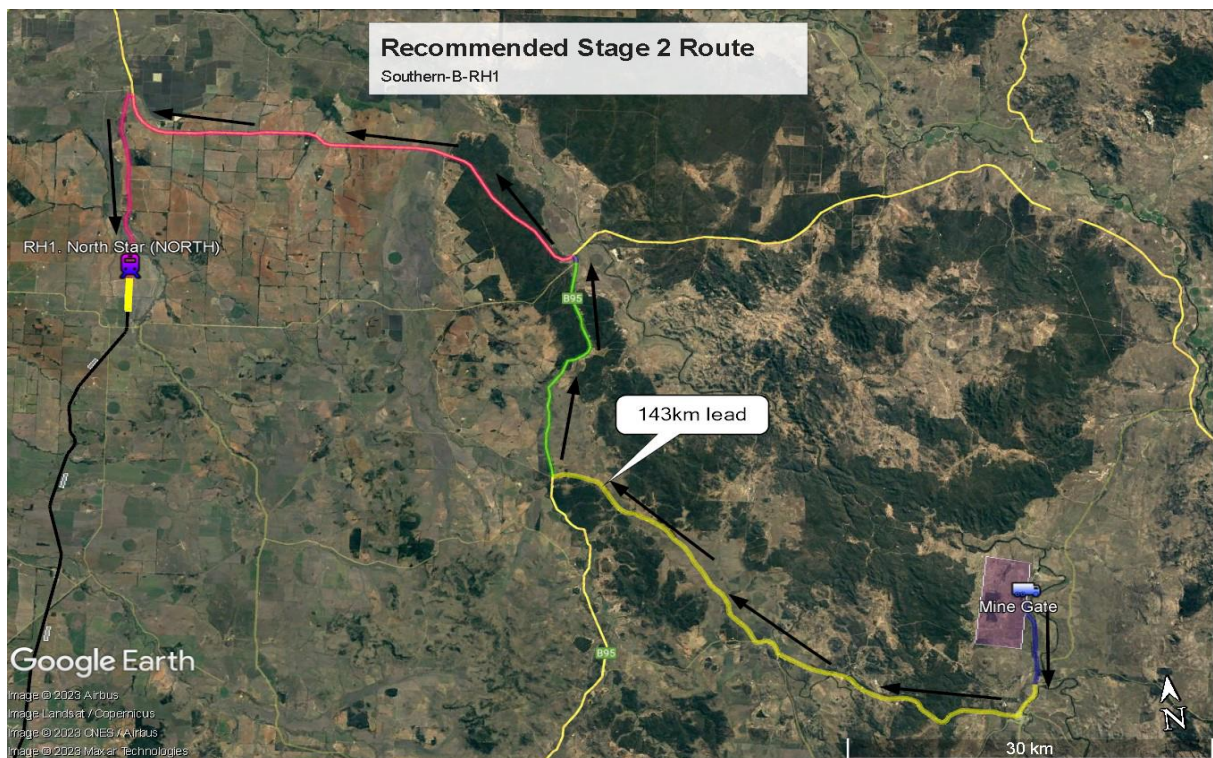 Recommended Stage 2 Route
Southern-B-RH1
RH1. North Star (NORTH)
B95
143km lead
Mine Gate
B95
Google Earth
Image © 2023 Airbus
Image Landsat / Copernicus
Image © 2023 CNES / Airbus
Image © 2023 Maxar Technologies
N
30 km